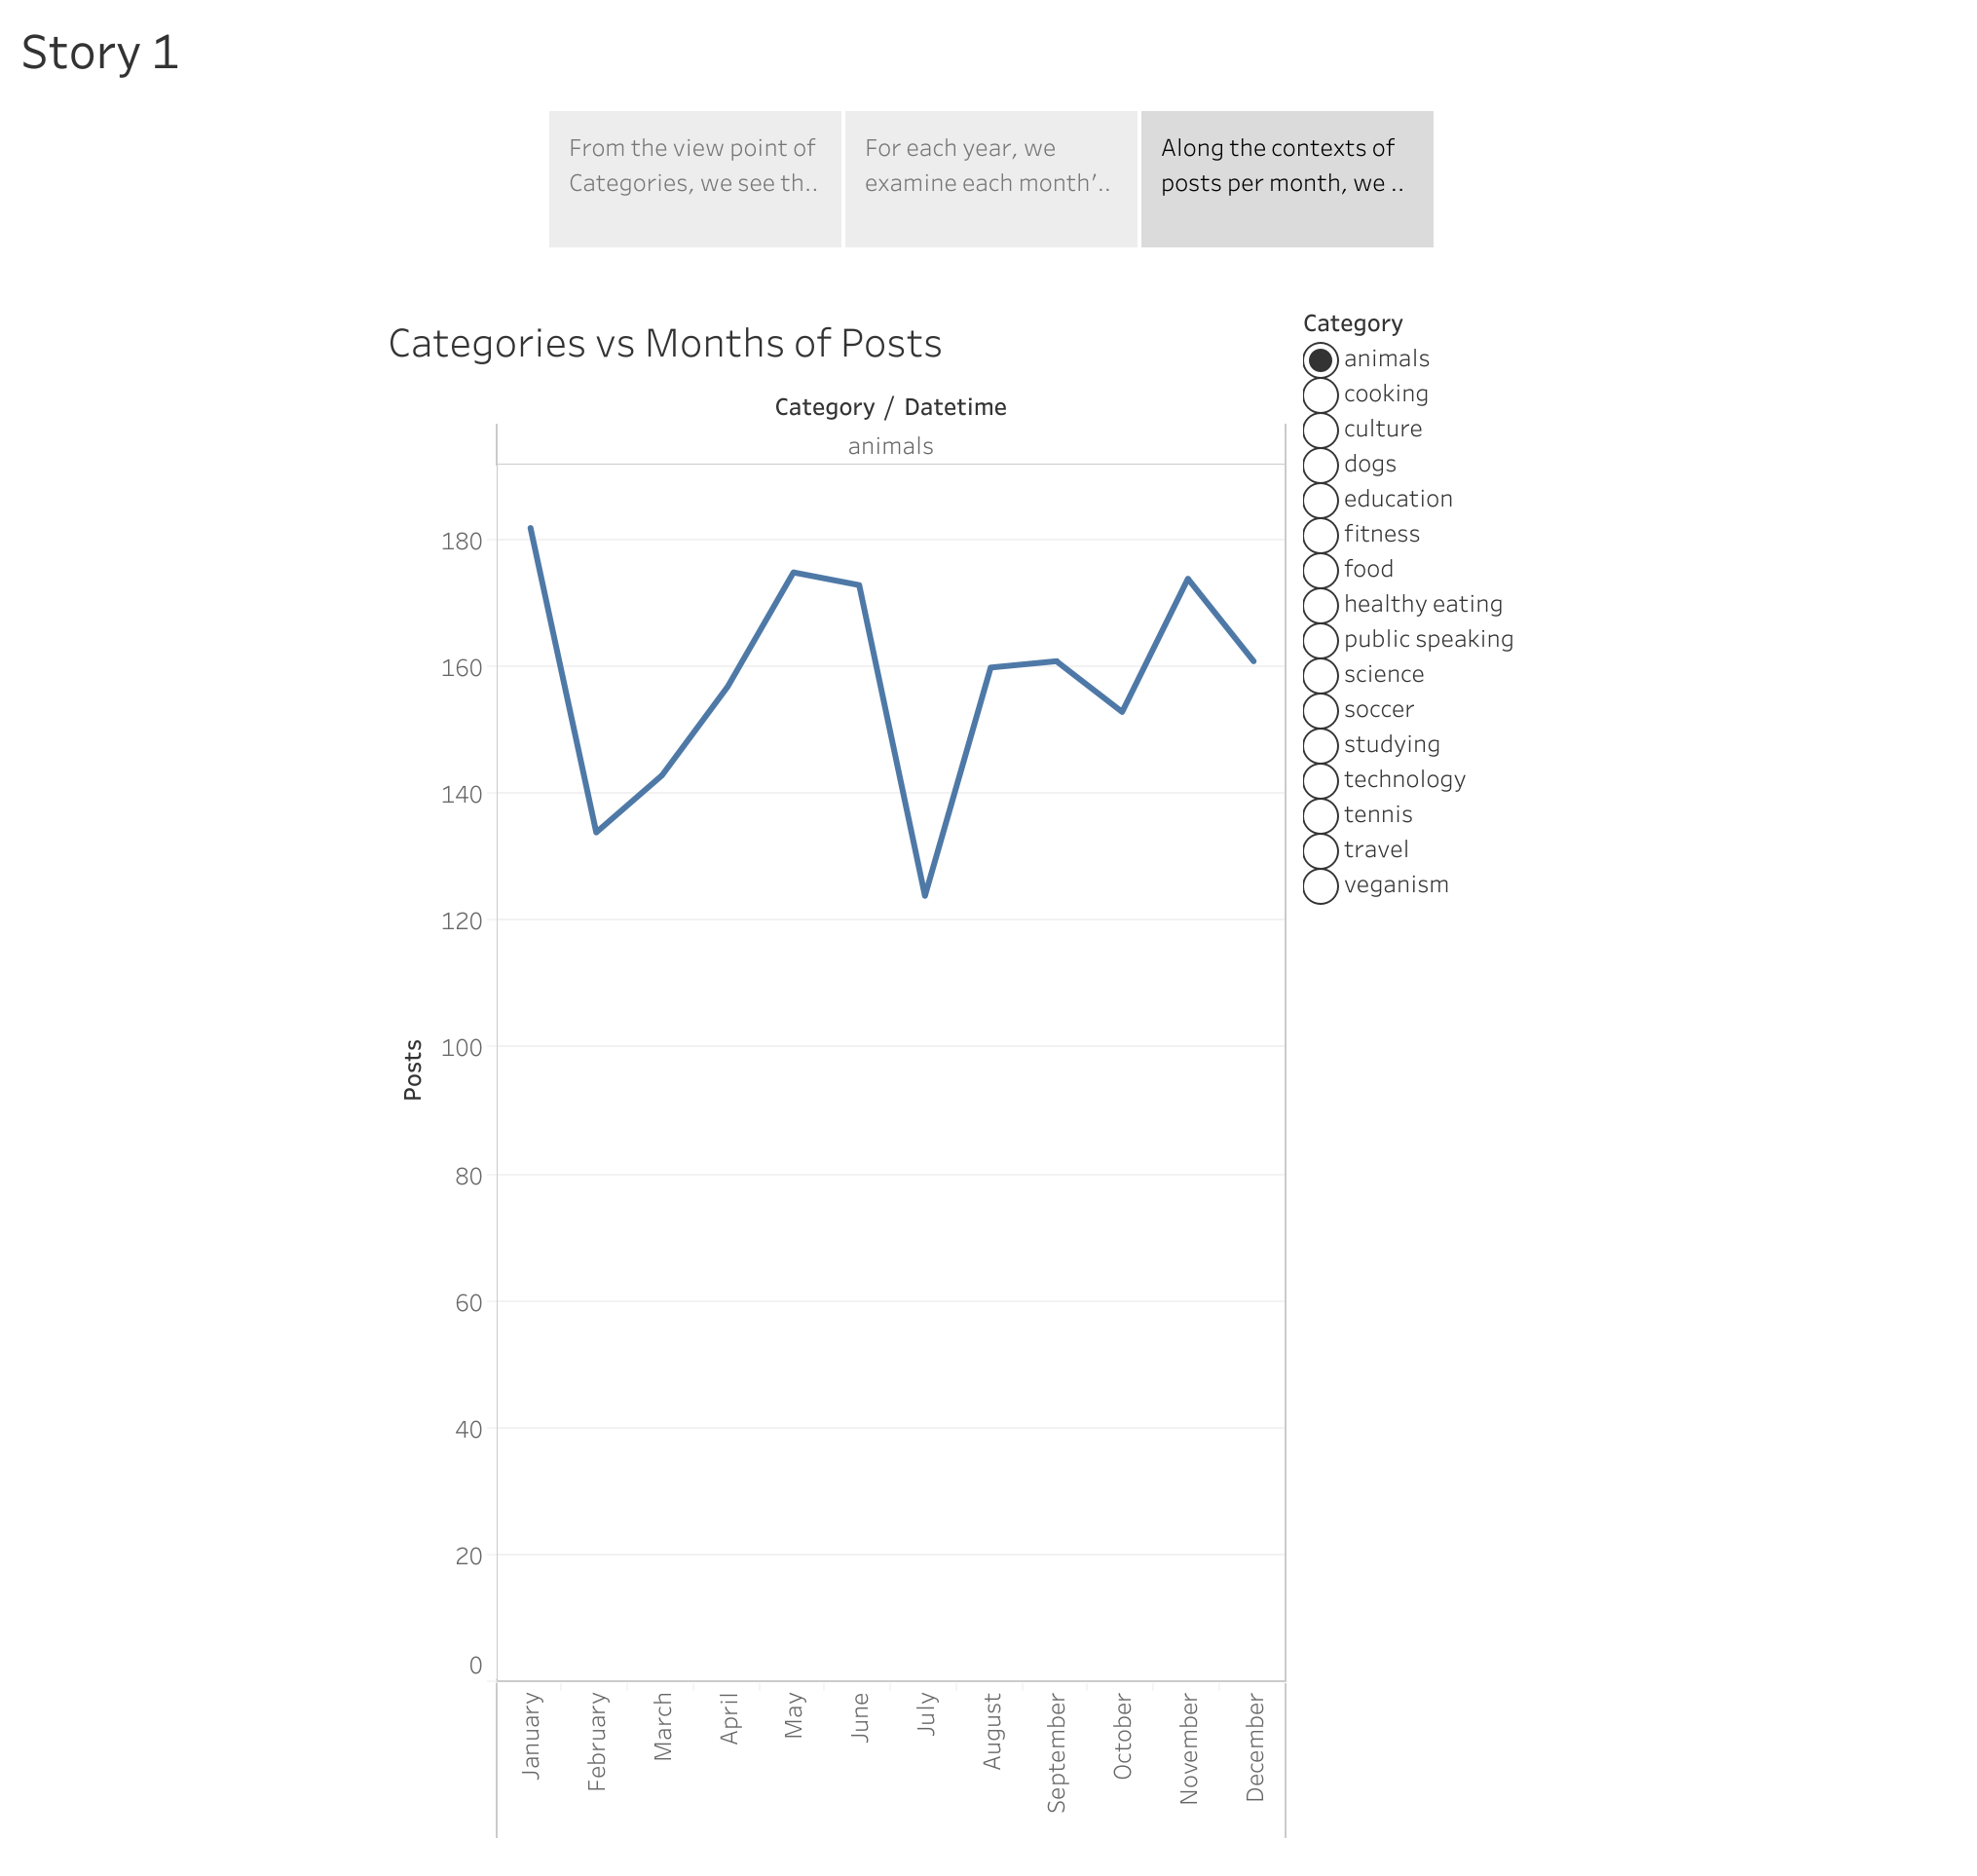 Story 1
From the view point of
Categories, we see th..
For each year, we
examine each month’..
Along the contexts of
posts per month, we ..
Categories vs Months of Posts
Category / Datetime
animals
Posts
180
160
140
120
100
80
60
40
20
0
January
February
March
April
May
June
July
August
September
October
November
December
Category
animals
cooking
culture
dogs
education
fitness
food
healthy eating
public speaking
science
soccer
studying
technology
tennis
travel
veganism